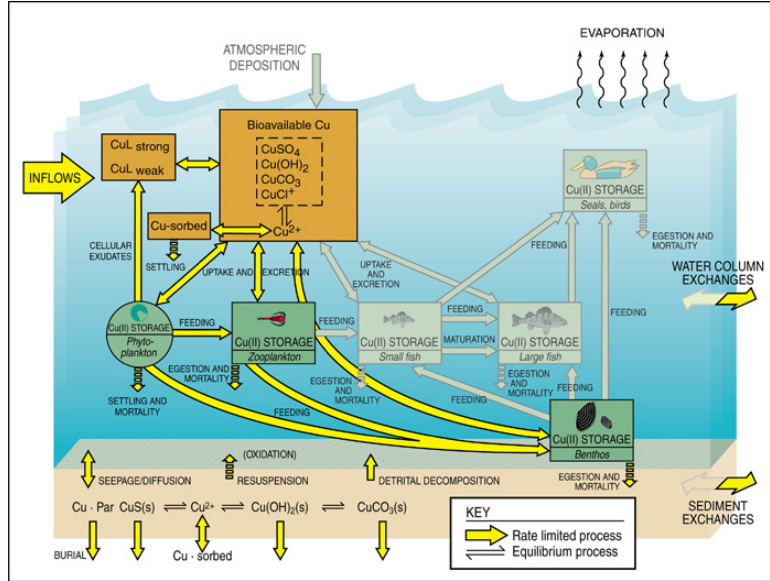 EVAPORATION
ATMOSPHERIC
DEPOSITION
Bioavailable Cu
CuSO4
Cu(OH)2
CuCO3
CuCl+
Cu2+
CuL strong
CuL weak
INFLOWS
Cu-sorbed
SETTLING
CELLULAR
EXUDATES
UPTAKE AND EXCRETION
UPTAKE
AND
EXCRETION
Cu(II) STORAGE
Seals, birds
EGESTION AND
MORTALITY
FEEDING
WATER COLUMN
EXCHANGES
FEEDING
Cu(II) STORAGE
Phyto-
plankton
FEEDING
Cu(II) STORAGE
Zooplankton
FEEDING
Cu(II) STORAGE
Small fish
FEEDING
MATURATION
FEEDING
Cu(II) STORAGE
Large fish
SETTLING AND
MORTALITY
EGESTION AND
MORTALITY
EGESTION
AND
MORTALITY
EGESTION AND
MORTALITY
FEEDING
FEEDING
FEEDING
Cu(II) STORAGE
Benthos
EGESTION AND
MORTALITY
SEDIMENT
EXCHANGES
SEEPAGE/DIFFUSION
(OXIDATION)
RESUSPENSION
DETRITAL DECOMPOSITION
Cu · Par CuS(s) ⇌ Cu2+ ⇌ Cu(OH)2(s) ⇌ CuCO3(s)
BURIAL
Cu · sorbed
KEY
Rate limited process
Equilibrium process